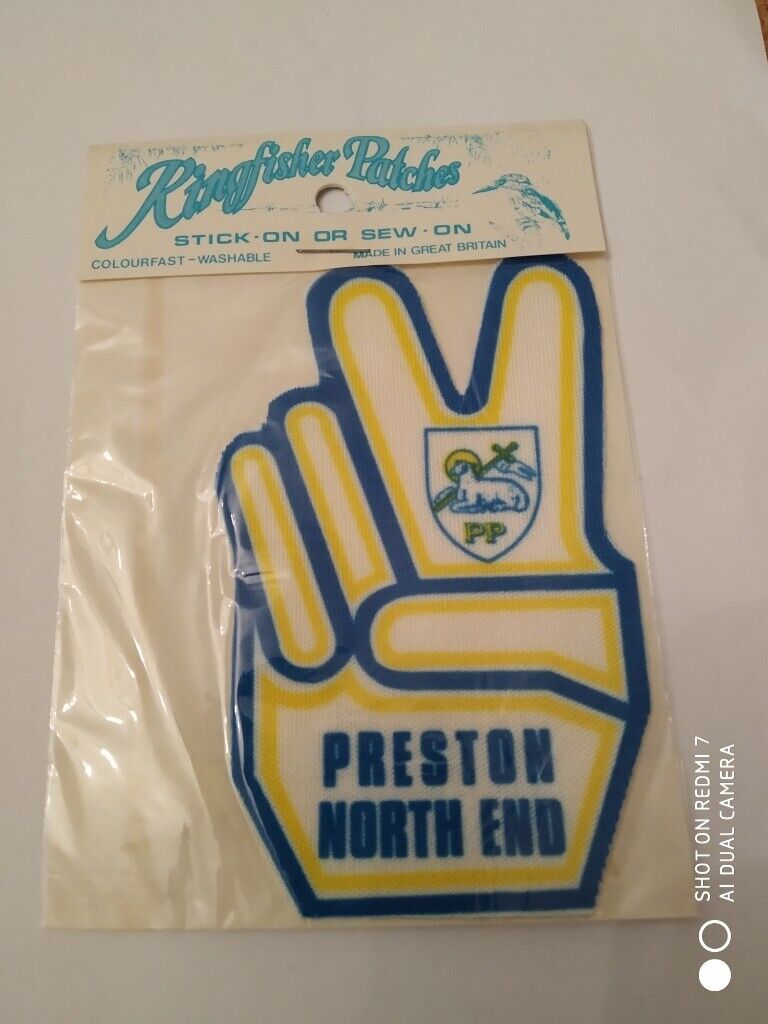 Kingfisher Patches
STICK-ON OR SEW-ON
COLOURFAST-WASHABLE
MADE IN GREAT BRITAIN
PP
PRESTON
NORTH END
SHOT ON REDMI 7
AI DUAL CAMERA